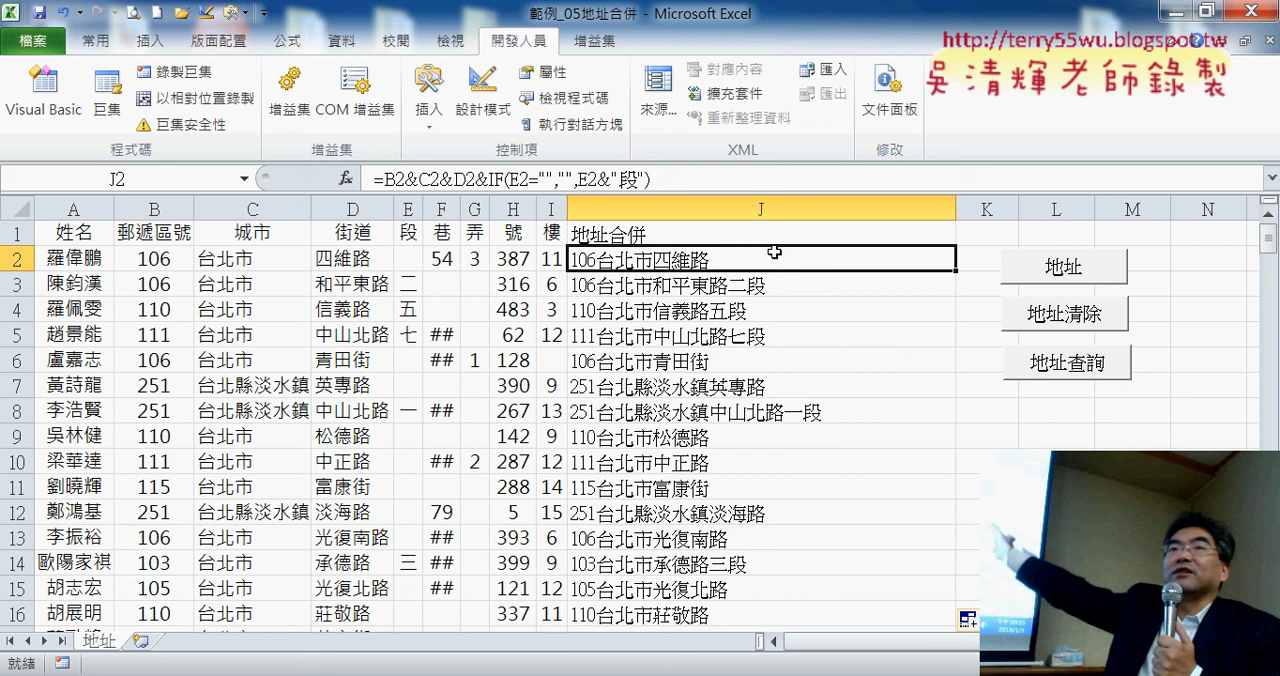 範例_05地址合併 - Microsoft Excel
檔案 常用 插入 版面配置 公式 資料 校閱 檢視 開發人員 增益集
http://terry55wu.blogspot.tw
吳清輝老師錄製
Visual Basic 巨集 錄製巨集 以相對位置錄製 巨集安全性
增益集 COM 增益集
插入 設計模式 屬性 檢視程式碼 執行對話方塊
來源... 對應內容 擴充套件 重新整理資料 匯入 匯出
文件面板
程式碼 增益集 控制項 XML 修改
J2 fx =B2&C2&D2&IF(E2="","",E2&"段")
A B C D E F G H I J K L M N
1 姓名 郵遞區號 城市 街道 段 巷 弄 號 樓 地址合併
2 羅偉鵬 106 台北市 四維路 54 3 387 11 106台北市四維路
3 陳鈞漢 106 台北市 和平東路 二 316 6 106台北市和平東路二段
4 羅佩雯 110 台北市 信義路 五 483 3 110台北市信義路五段
5 趙景能 111 台北市 中山北路 七 ## 62 12 111台北市中山北路七段
6 盧嘉志 106 台北市 青田街 ## 1 128 106台北市青田街
7 黃詩龍 251 台北縣淡水鎮 英專路 390 9 251台北縣淡水鎮英專路
8 李浩賢 251 台北縣淡水鎮 中山北路 一 ## 267 13 251台北縣淡水鎮中山北路一段
9 吳林健 110 台北市 松德路 142 9 110台北市松德路
10 梁華達 111 台北市 中正路 ## 2 287 12 111台北市中正路
11 劉曉輝 115 台北市 富康街 288 14 115台北市富康街
12 鄭鴻基 251 台北縣淡水鎮 淡海路 79 5 15 251台北縣淡水鎮淡海路
13 李振裕 106 台北市 光復南路 ## 393 6 106台北市光復南路
14 歐陽家祺 103 台北市 承德路 三 ## 399 9 103台北市承德路三段
15 胡志宏 105 台北市 光復北路 ## 121 12 105台北市光復北路
16 胡展明 110 台北市 莊敬路 337 11 110台北市莊敬路
地址
地址清除
地址查詢
地址
就緒